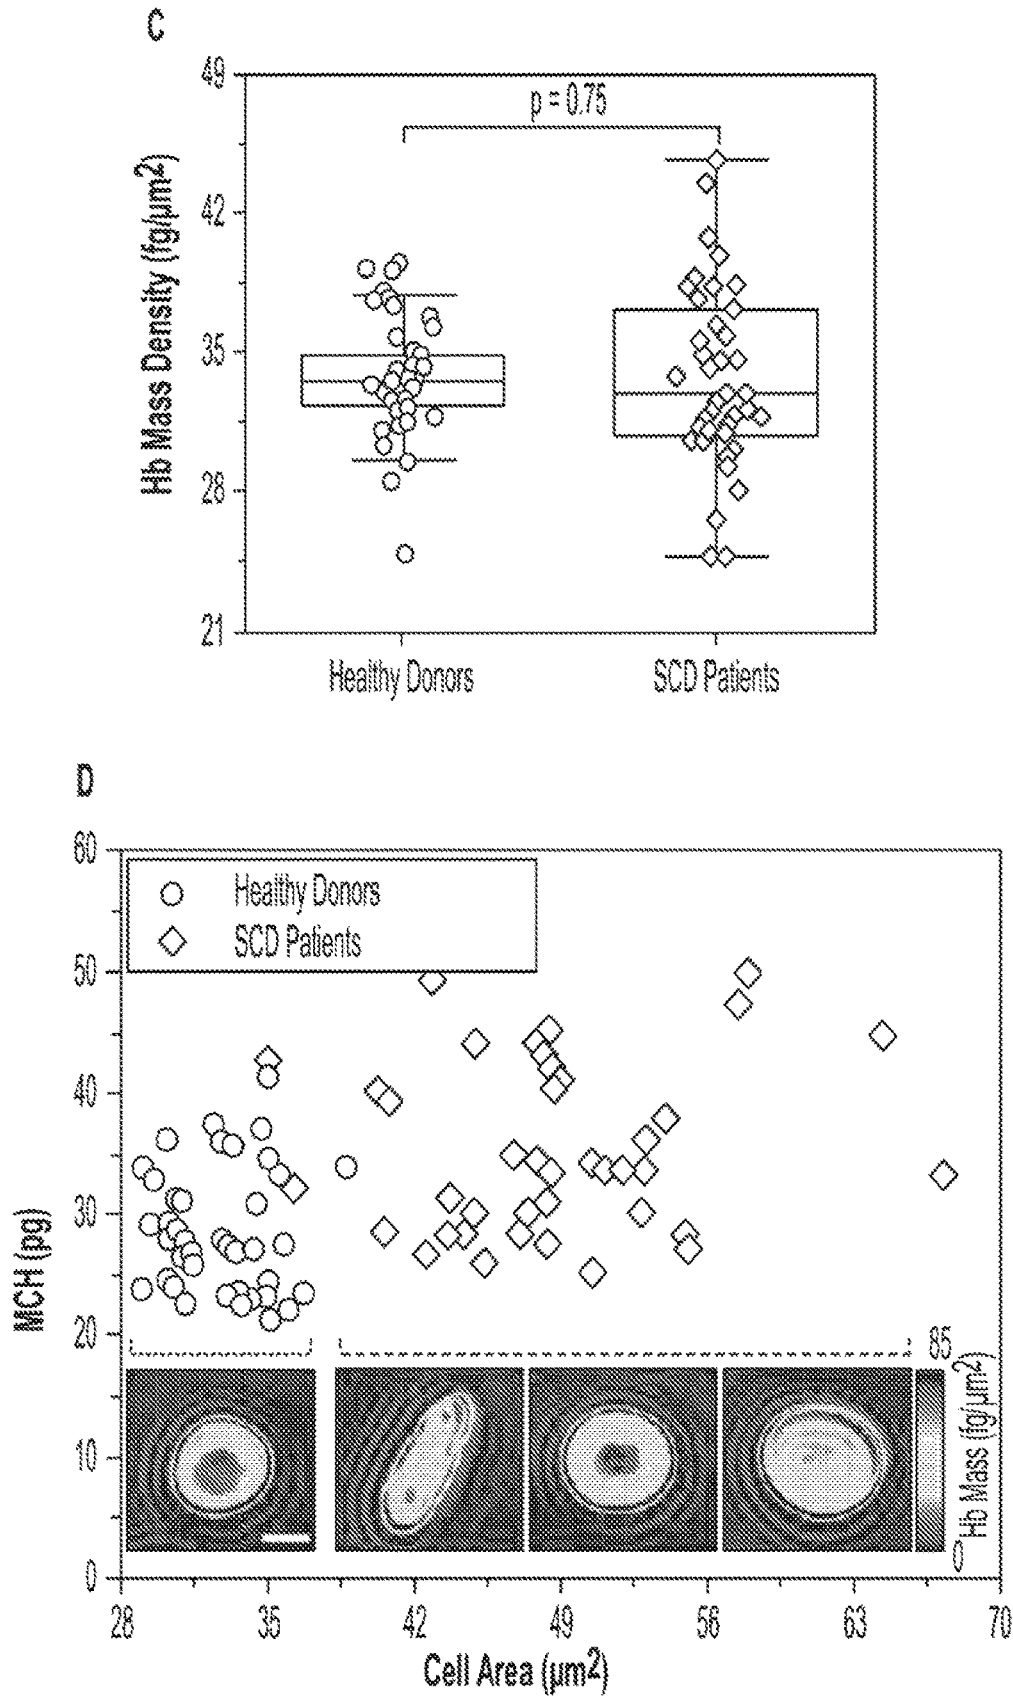 C
49
p = 0.75
Hb Mass Density (fg/µm2)
42
35
28
21
Healthy Donors
SCD Patients
D
60
Healthy Donors
SCD Patients
50
40
30
MCH (pg)
20
85
10
Hb Mass (fg/µm2)
0
0
28
35
42
49
56
63
70
Cell Area (µm2)